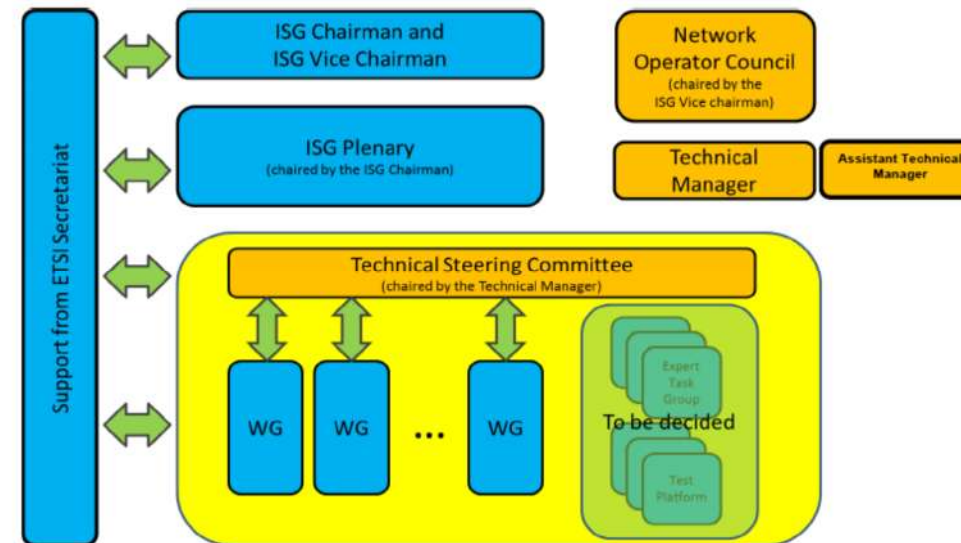 Support from ETSI Secretariat
ISG Chairman and
ISG Vice Chairman
Network
Operator Council
(chaired by the
ISG Vice chairman)
ISG Plenary
(chaired by the ISG Chairman)
Technical
Manager
Assistant Technical
Manager
Technical Steering Committee
(chaired by the Technical Manager)
WG
WG
...
WG
Expert
Task
Group
To be decided
Test
Platform